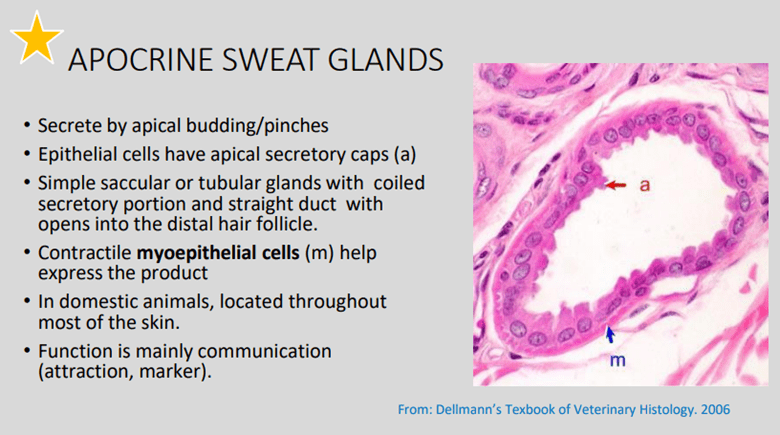 APOCRINE SWEAT GLANDS
• Secrete by apical budding/pinches
• Epithelial cells have apical secretory caps (a)
• Simple saccular or tubular glands with coiled
secretory portion and straight duct with
opens into the distal hair follicle.
• Contractile myoepithelial cells (m) help
express the product
• In domestic animals, located throughout
most of the skin.
• Function is mainly communication
(attraction, marker).
a
m
From: Dellmann's Texbook of Veterinary Histology. 2006